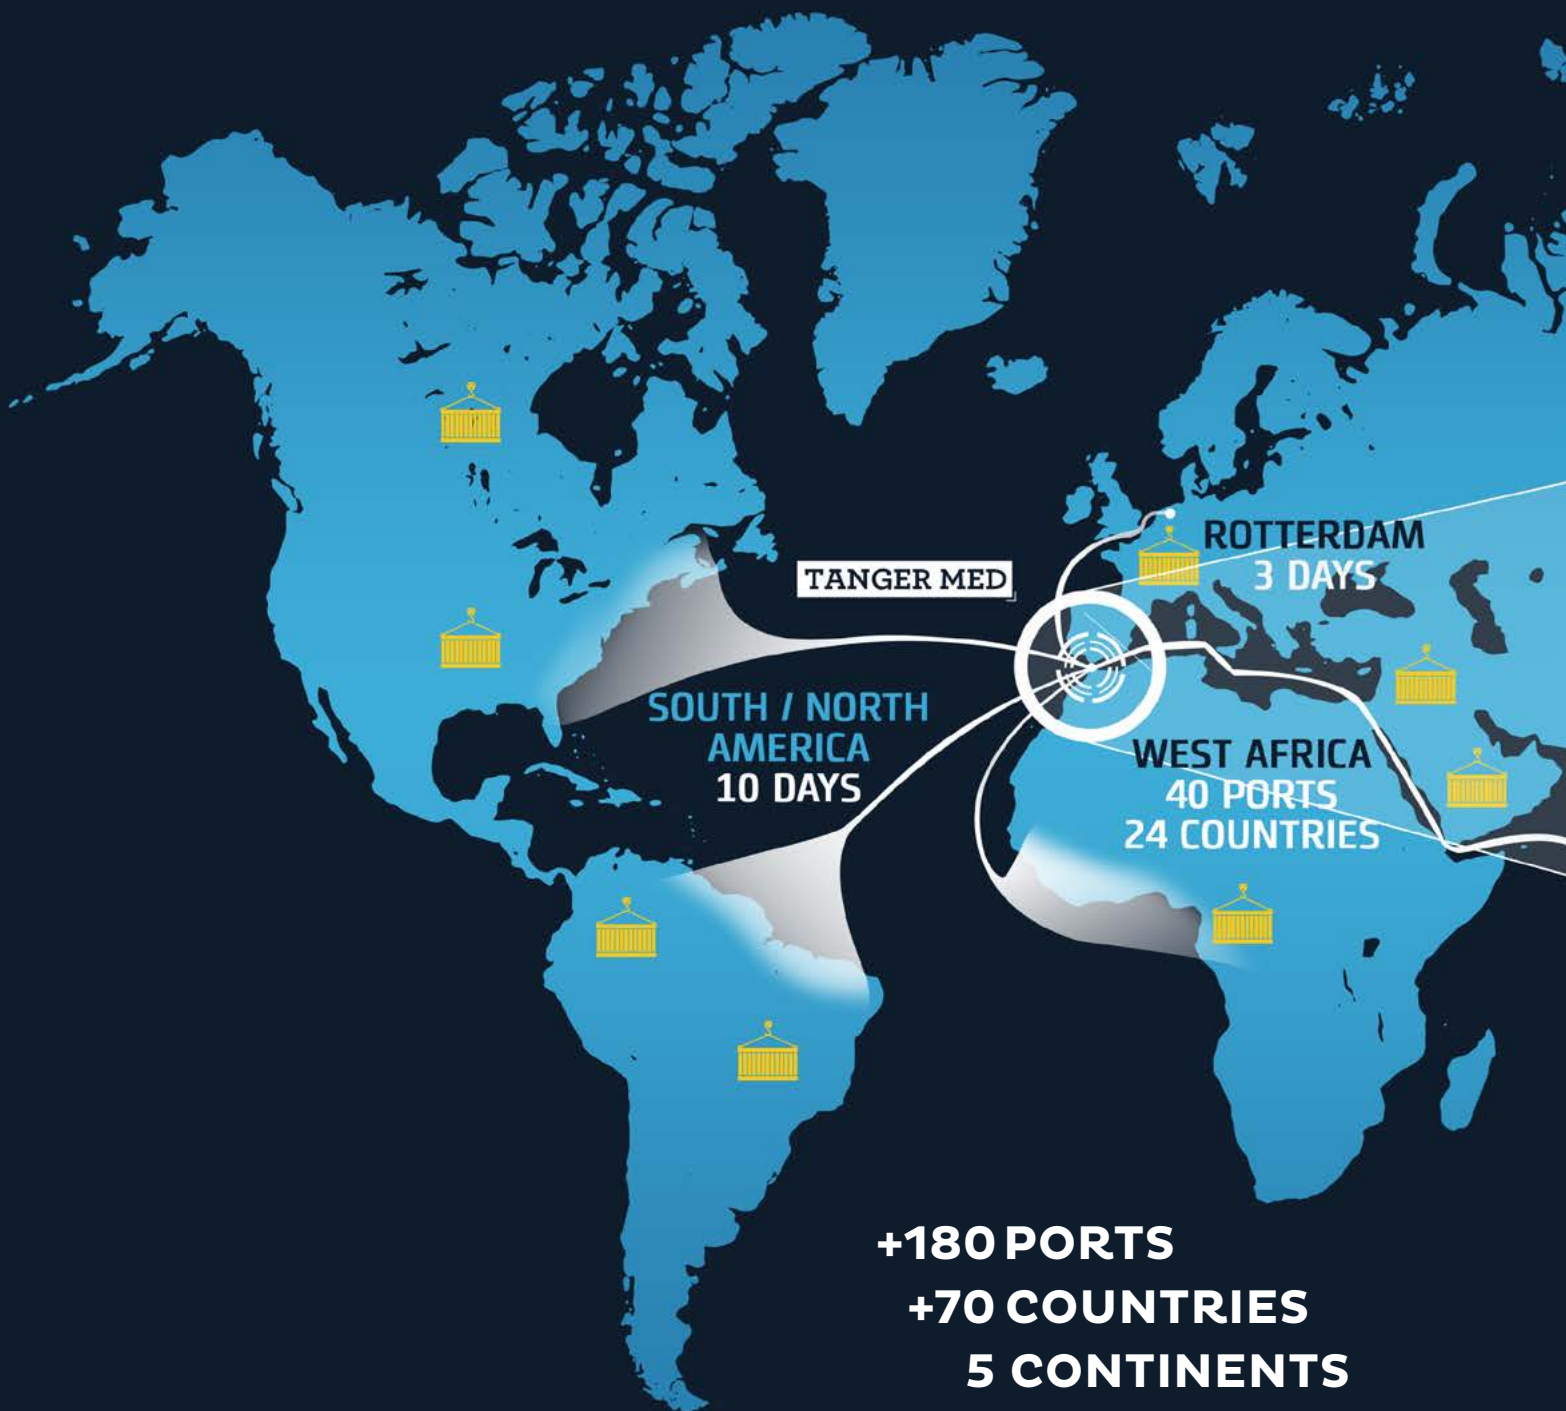 ROTTERDAM
3 DAYS
TANGER MED
SOUTH / NORTH
AMERICA
10 DAYS
WEST AFRICA
40 PORTS
24 COUNTRIES
+180 PORTS
+70 COUNTRIES
5 CONTINENTS